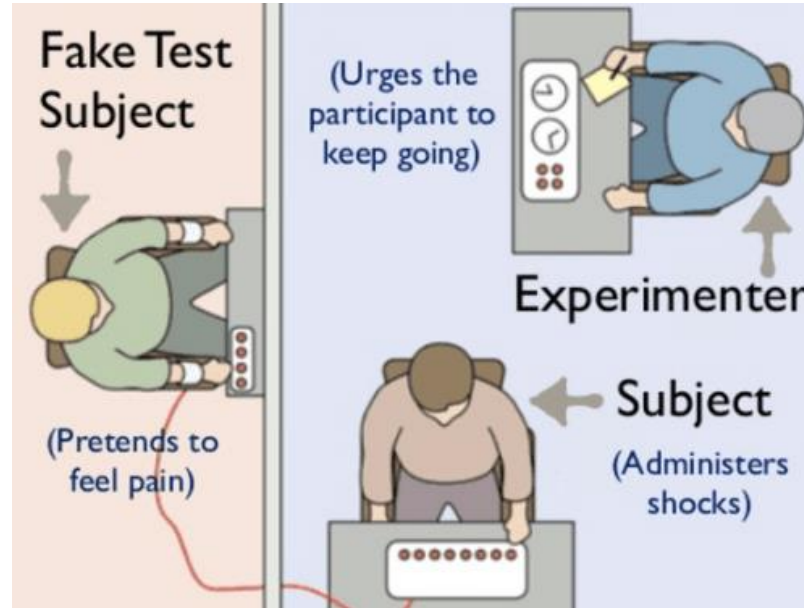 Fake Test
Subject
(Urges the
participant to
keep going)
Experimenter
(Pretends to
feel pain)
Subject
(Administers
shocks)